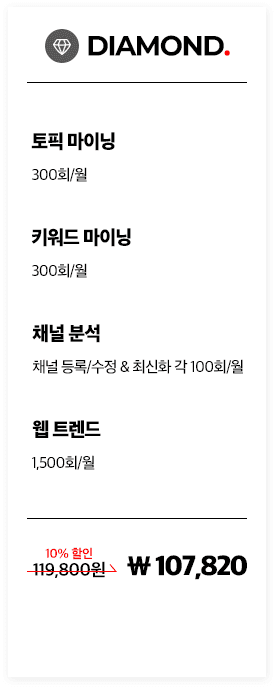 DIAMOND.
토픽 마이닝
300회/월
키워드 마이닝
300회/월
채널 분석
채널 등록/수정 & 최신화 각 100회/월
웹 트렌드
1,500회/월
10% 할인
119,800원
₩ 107,820